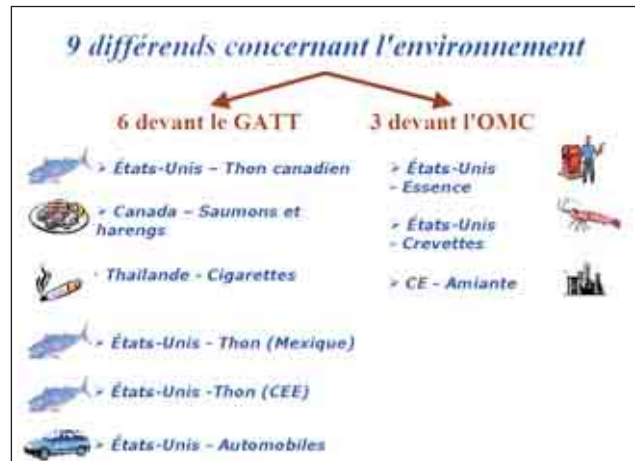 9 différends concernant l'environnement
6 devant le GATT
➢ États-Unis – Thon canadien
➢ Canada – Saumons et
harengs
· Thaïlande - Cigarettes
➢ États-Unis - Thon (Mexique)
➢ États-Unis -Thon (CEE)
➢ États-Unis – Automobiles
3 devant l'OMC
➢ États-Unis
- Essence
➢ États-Unis
- Crevettes
➢ CE - Amiante